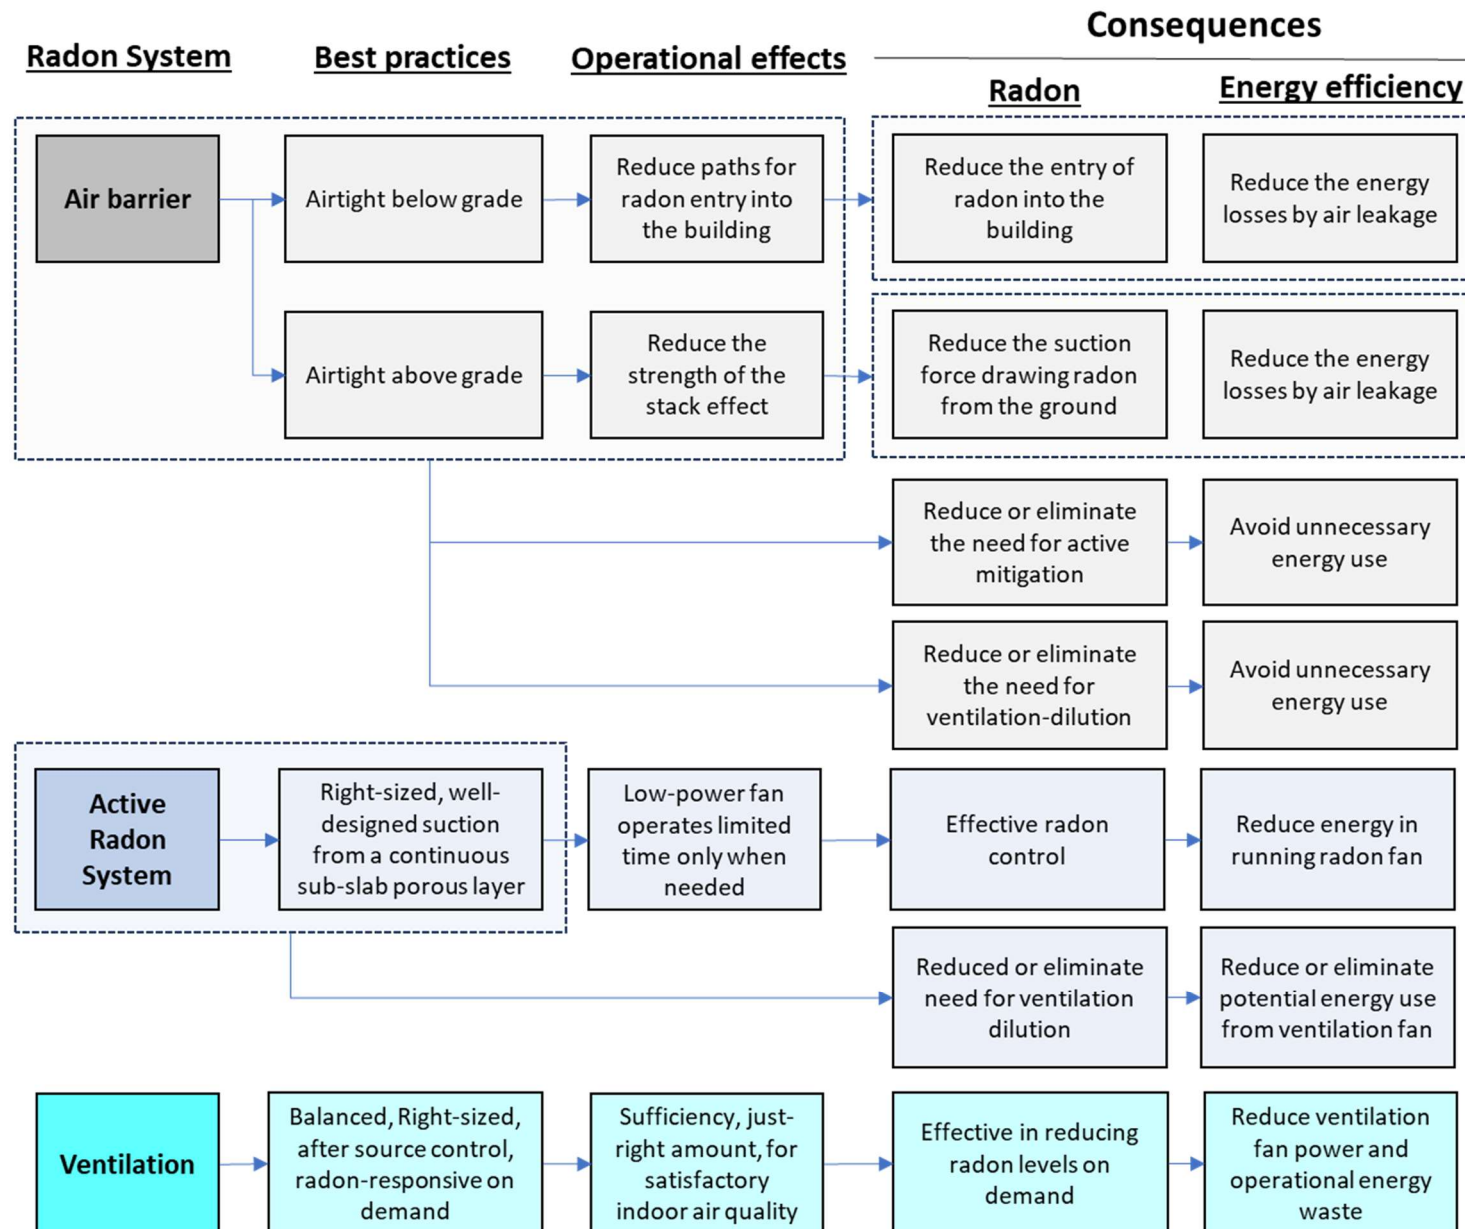 Consequences
Radon System
Best practices
Operational effects
Radon
Energy efficiency
Air barrier
Airtight below grade
Reduce paths for
radon entry into
the building
Reduce the entry of
radon into the
building
Reduce the energy
losses by air leakage
Airtight above grade
Reduce the
strength of the
stack effect
Reduce the suction
force drawing radon
from the ground
Reduce the energy
losses by air leakage
Reduce or eliminate
the need for active
mitigation
Avoid unnecessary
energy use
Reduce or eliminate
the need for
ventilation-dilution
Avoid unnecessary
energy use
Active
Radon
System
Right-sized, well-
designed suction
from a continuous
sub-slab porous layer
Low-power fan
operates limited
time only when
needed
Effective radon
control
Reduce energy in
running radon fan
Reduced or eliminate
need for ventilation
dilution
Reduce or eliminate
potential energy use
from ventilation fan
Ventilation
Balanced, Right-sized,
after source control,
radon-responsive on
demand
Sufficiency, just-
right amount, for
satisfactory
indoor air quality
Effective in reducing
radon levels on
demand
Reduce ventilation
fan power and
operational energy
waste